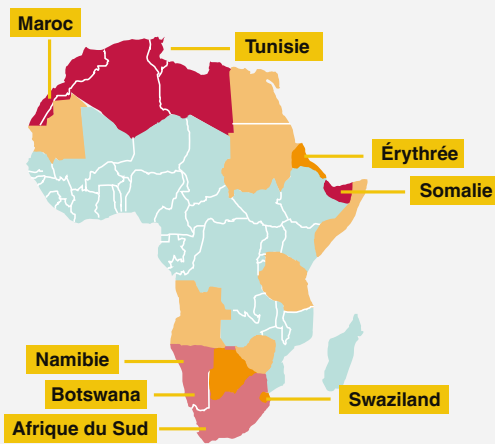 Maroc
Tunisie
Érythrée
Somalie
Namibie
Botswana
Swaziland
Afrique du Sud